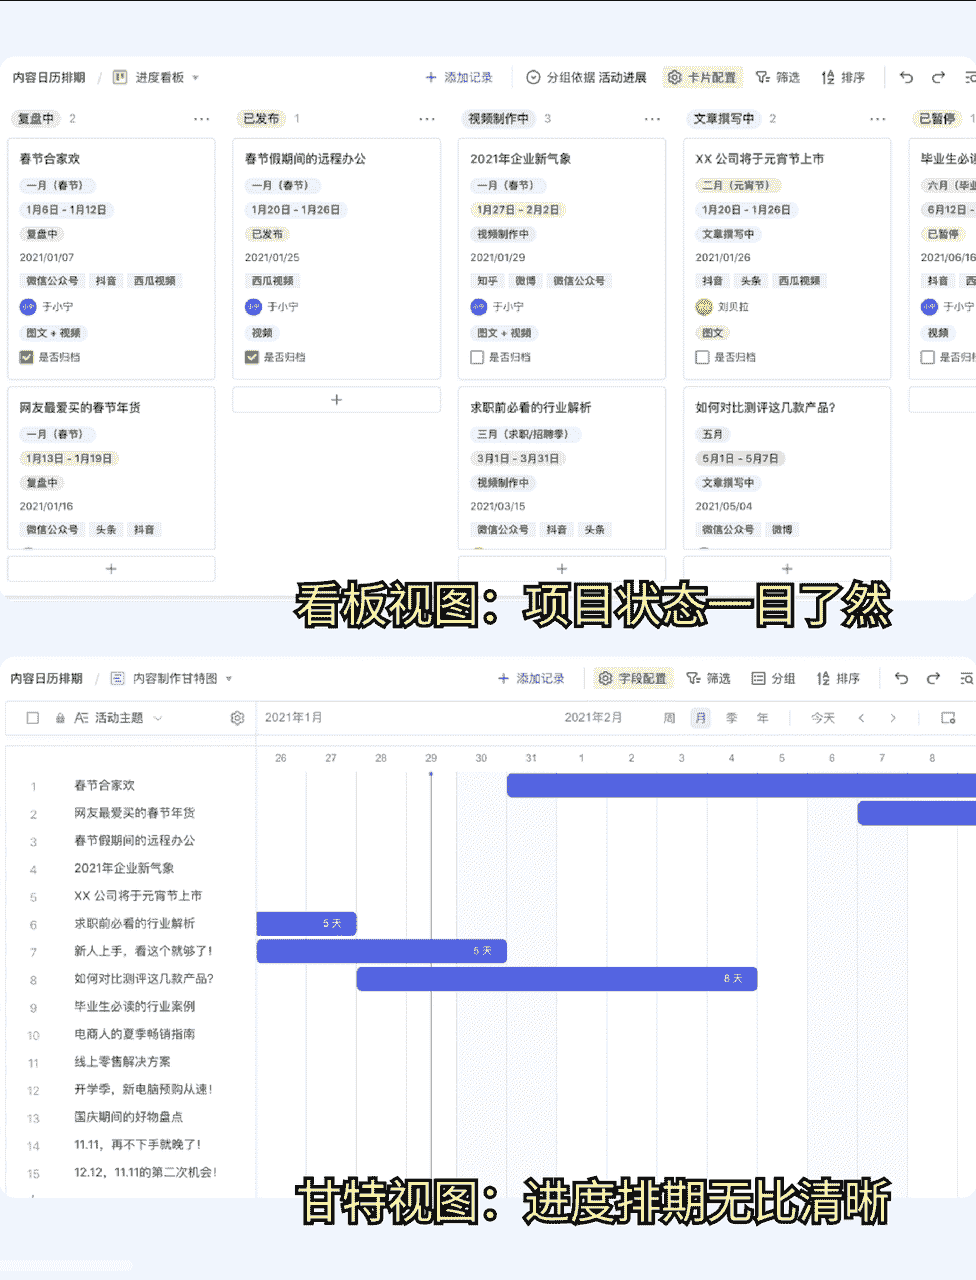 内容日历排期 / 进度看板
+ 添加记录 分组依据 活动进展 卡片配置 筛选 排序
复盘中 2 ...
春节合家欢
一月（春节）
1月6日 - 1月12日
复盘中
2021/01/07
微信公众号 抖音 西瓜视频
于小宁
图文 + 视频
是否归档
网友最爱买的春节年货
一月（春节）
1月13日 - 1月19日
复盘中
2021/01/16
微信公众号 头条 抖音
+
已发布 1 ...
春节假期间的远程办公
一月（春节）
1月20日 - 1月26日
已发布
2021/01/25
西瓜视频
于小宁
视频
是否归档
+
视频制作中 3 ...
2021年企业新气象
一月（春节）
1月27日 - 2月2日
视频制作中
2021/01/29
知乎 微博 微信公众号
于小宁
图文 + 视频
是否归档
求职前必看的行业解析
三月（求职/招聘季）
3月1日 - 3月31日
视频制作中
2021/03/15
微信公众号 抖音 头条
+
文章撰写中 2 ...
XX 公司将于元宵节上市
二月（元宵节）
1月20日 - 1月26日
文章撰写中
2021/01/26
抖音 头条 西瓜视频
刘贝拉
图文
是否归档
如何对比测评这几款产品?
五月
5月1日 - 5月7日
文章撰写中
2021/05/04
微信公众号 微博
+
已暂停 1
毕业生必读
六月（毕业
6月12日 -
已暂停
2021/06/16
抖音 西
于小宁
视频
是否归
看板视图：项目状态一目了然
内容日历排期 / 内容制作甘特图
+ 添加记录 字段配置 筛选 分组 排序
活动主题
2021年1月 2021年2月 周 月 季 年 今天 < >
26 27 28 29 30 31 1 2 3 4 5 6 7 8
1 春节合家欢
2 网友最爱买的春节年货
3 春节假期间的远程办公
4 2021年企业新气象
5 XX 公司将于元宵节上市
6 求职前必看的行业解析 5 天
7 新人上手，看这个就够了! 5 天
8 如何对比测评这几款产品? 8 天
9 毕业生必读的行业案例
10 电商人的夏季畅销指南
11 线上零售解决方案
12 开学季，新电脑预购从速!
13 国庆期间的好物盘点
14 11.11，再不下手就晚了!
15 12.12，11.11的第二次机会!
甘特视图：进度排期无比清晰